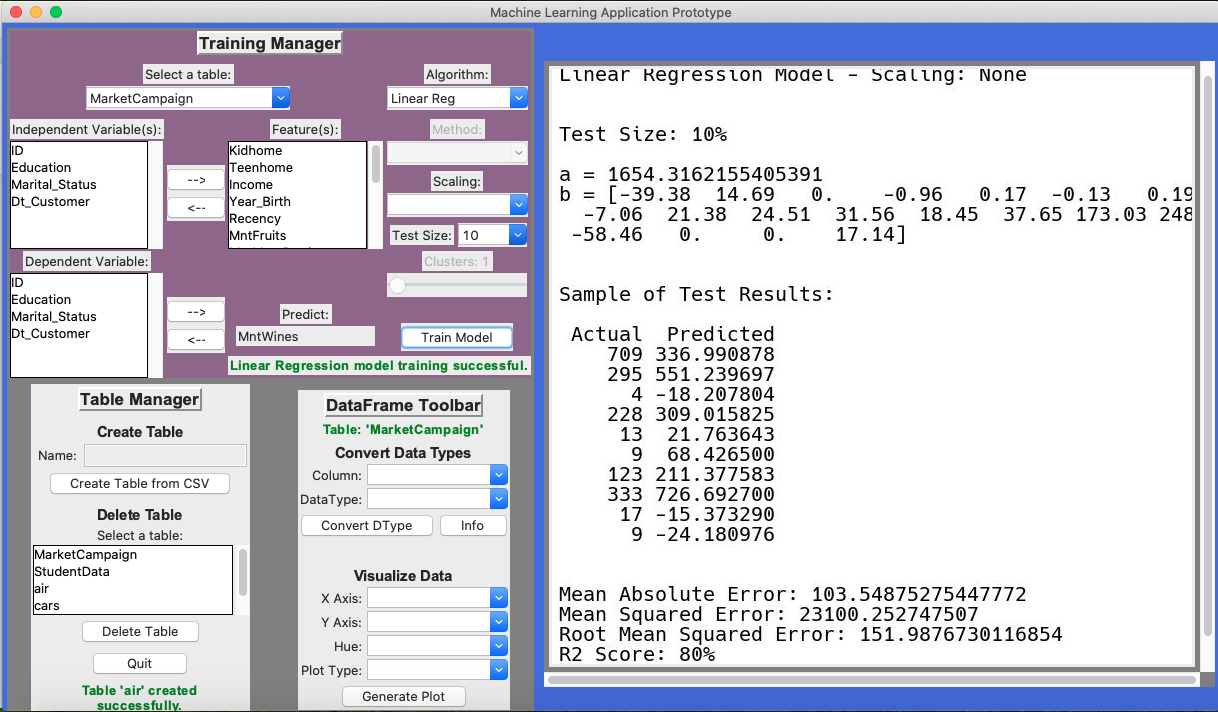 Machine Learning Application Prototype
Training Manager
Select a table:
Algorithm:
MarketCampaign
Linear Reg
Independent Variable(s):
Feature(s):
Method:
ID
Education
Marital_Status
Dt_Customer
-->
<--
Kidhome
Teenhome
Income
Year_Birth
Recency
MntFruits
Scaling:
Test Size: 10
Clusters: 1
Dependent Variable:
ID
Education
Marital_Status
Dt_Customer
-->
<--
Predict:
MntWines
Train Model
Linear Regression model training successful.
Table Manager
Create Table
Name:
Create Table from CSV
Delete Table
Select a table:
MarketCampaign
StudentData
air
cars
Delete Table
Quit
Table 'air' created
successfully.
DataFrame Toolbar
Table: 'MarketCampaign'
Convert Data Types
Column:
DataType:
Convert DType
Info
Visualize Data
X Axis:
Y Axis:
Hue:
Plot Type:
Generate Plot
Linear Regression Model - Scaling: None
Test Size: 10%
a = 1654.3162155405391
b = [-39.38 14.69 0. -0.96 0.17 -0.13 0.19
-7.06 21.38 24.51 31.56 18.45 37.65 173.03 248
-58.46 0. 0. 17.14]
Sample of Test Results:
Actual Predicted
709 336.990878
295 551.239697
4 -18.207804
228 309.015825
13 21.763643
9 68.426500
123 211.377583
333 726.692700
17 -15.373290
9 -24.180976
Mean Absolute Error: 103.54875275447772
Mean Squared Error: 23100.252747507
Root Mean Squared Error: 151.9876730116854
R2 Score: 80%